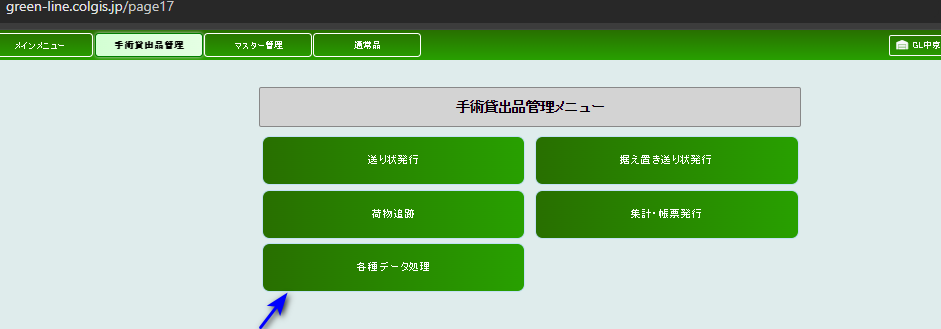 green-line.colgis.jp/page17
メインメニュー 手術貸出品管理 マスター管理 通常品 GL中京
手術貸出品管理メニュー
送り状発行 据え置き送り状発行
荷物追跡 集計・帳票発行
各種データ処理